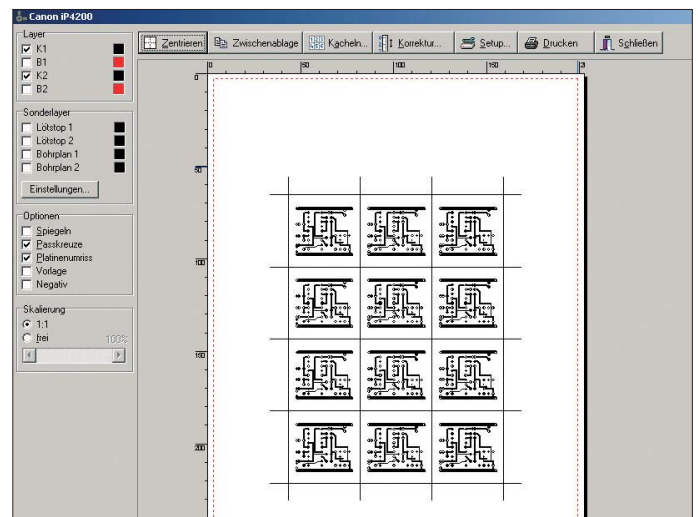 Canon iP4200
Layer
K1
B1
K2
B2
Zentrieren Zwischenablage Kacheln... Korrektur... Setup... Drucken Schließen
0 50 100 150 2
0
50
100
150
200
Sonderlayer
Lötstop 1
Lötstop 2
Bohrplan 1
Bohrplan 2
Einstellungen...
Optionen
Spiegeln
Passkreuze
Platinenumriss
Vorlage
Negativ
Skalierung
1:1
frei 100%